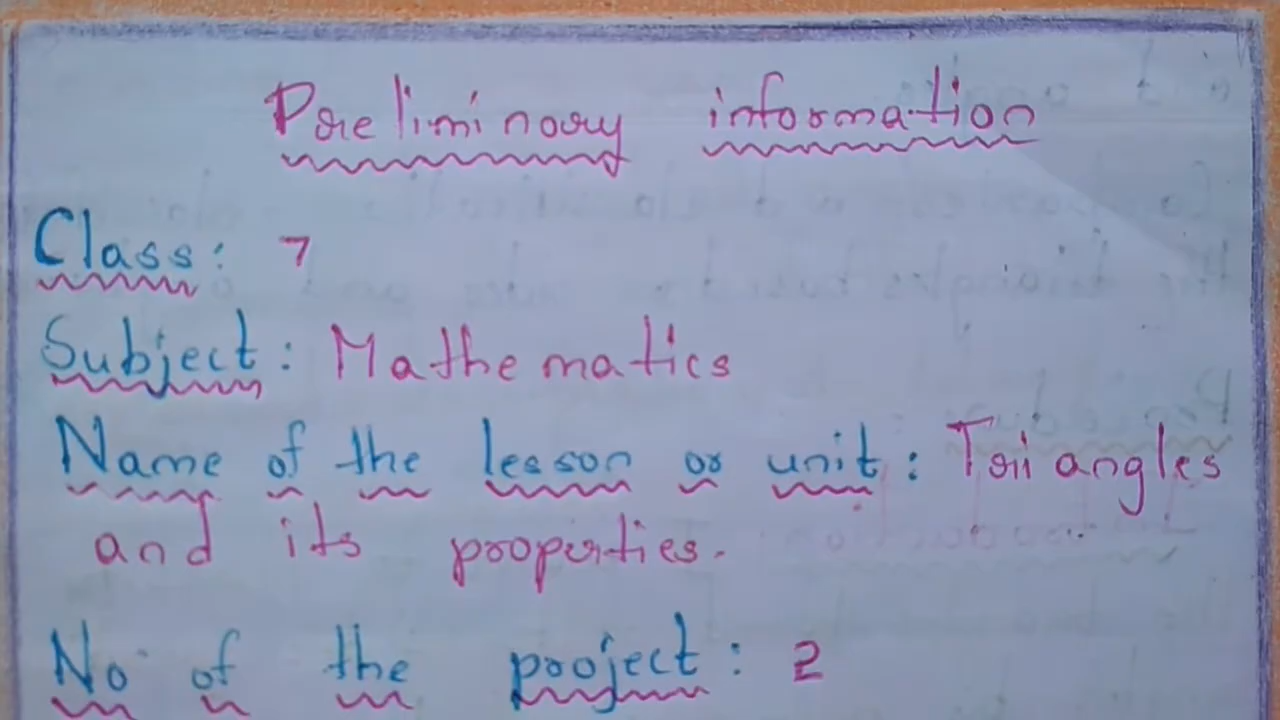 Preliminary information
Class: 7
Subject: Mathematics
Name of the lesson or unit: Triangles
and its properties.
No of the project: 2